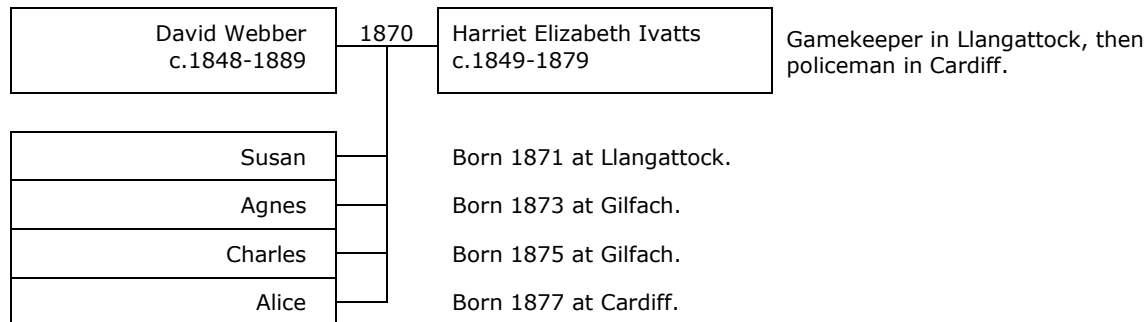 David Webber 1870 Harriet Elizabeth Ivatts
c.1848-1889 c.1849-1879
Gamekeeper in Llangattock, then
policeman in Cardiff.
Susan Born 1871 at Llangattock.
Agnes Born 1873 at Gilfach.
Charles Born 1875 at Gilfach.
Alice Born 1877 at Cardiff.